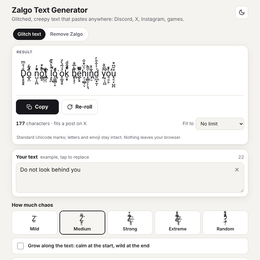 Zalgo Text Generator
Glitched, creepy text that pastes anywhere: Discord, X, Instagram, games.
Glitch text
Remove Zalgo
RESULT
Do not look behind you
Copy
Re-roll
177 characters · fits a post on X
Fit to
No limit
Standard Unicode marks, letters and emoji stay intact. Nothing leaves your browser.
Your text example, tap to replace
22
Do not look behind you
×
How much chaos
Mild
Medium
Strong
Extreme
Random
Grow along the text: calm at the start, wild at the end